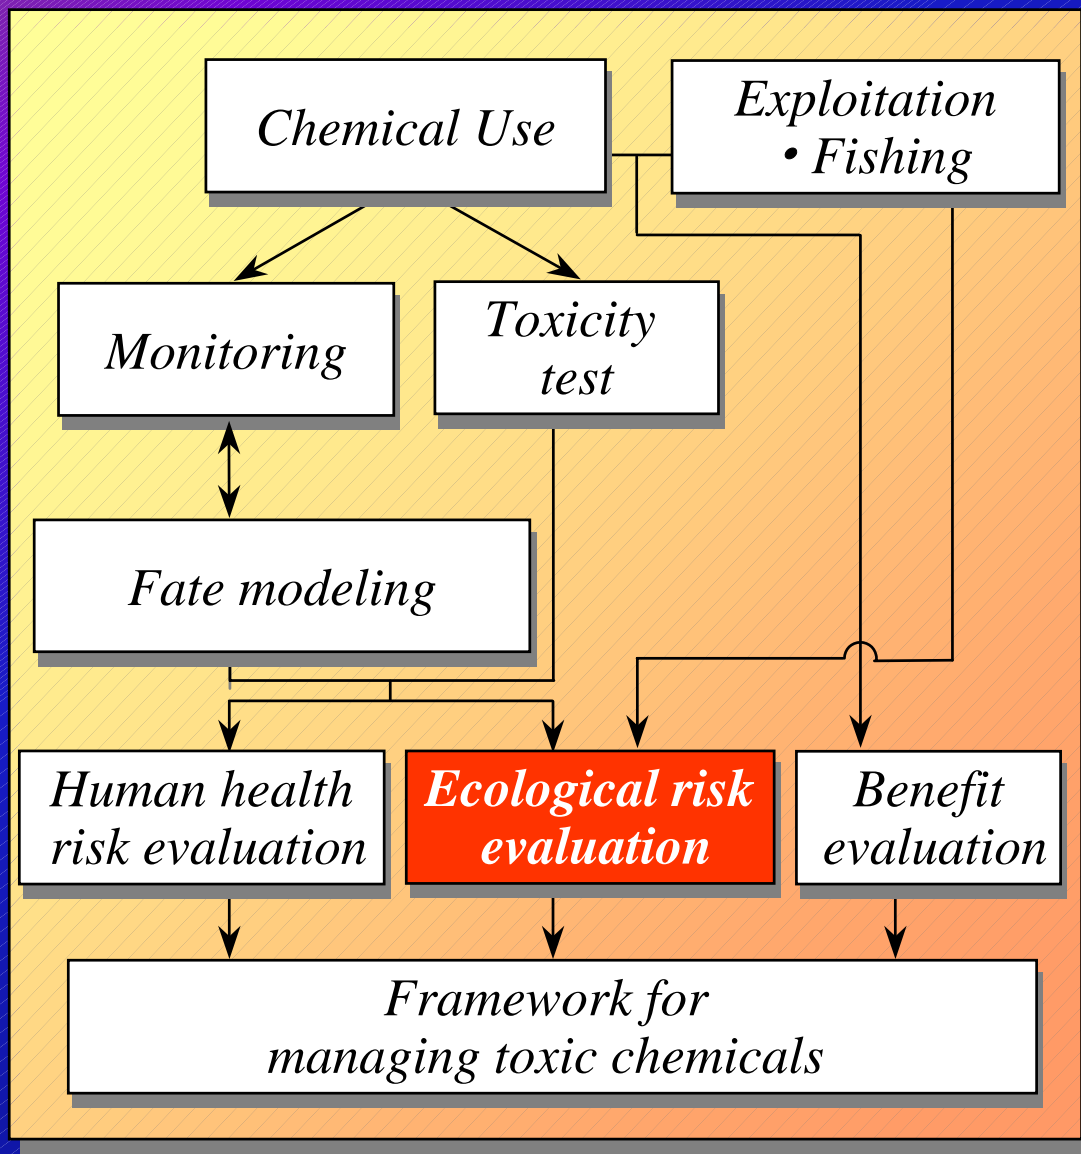 Chemical Use
Exploitation
• Fishing
Monitoring
Toxicity
test
Fate modeling
Human health
risk evaluation
Ecological risk
evaluation
Benefit
evaluation
Framework for
managing toxic chemicals